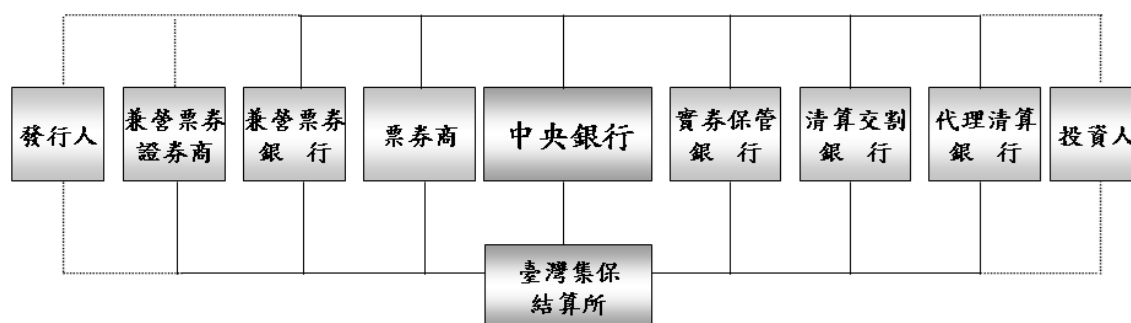 發行人
兼營票券
證券商
兼營票券
銀 行
票券商
中央銀行
實券保管
銀 行
清算交割
銀 行
代理清算
銀 行
投資人
臺灣集保
結算所